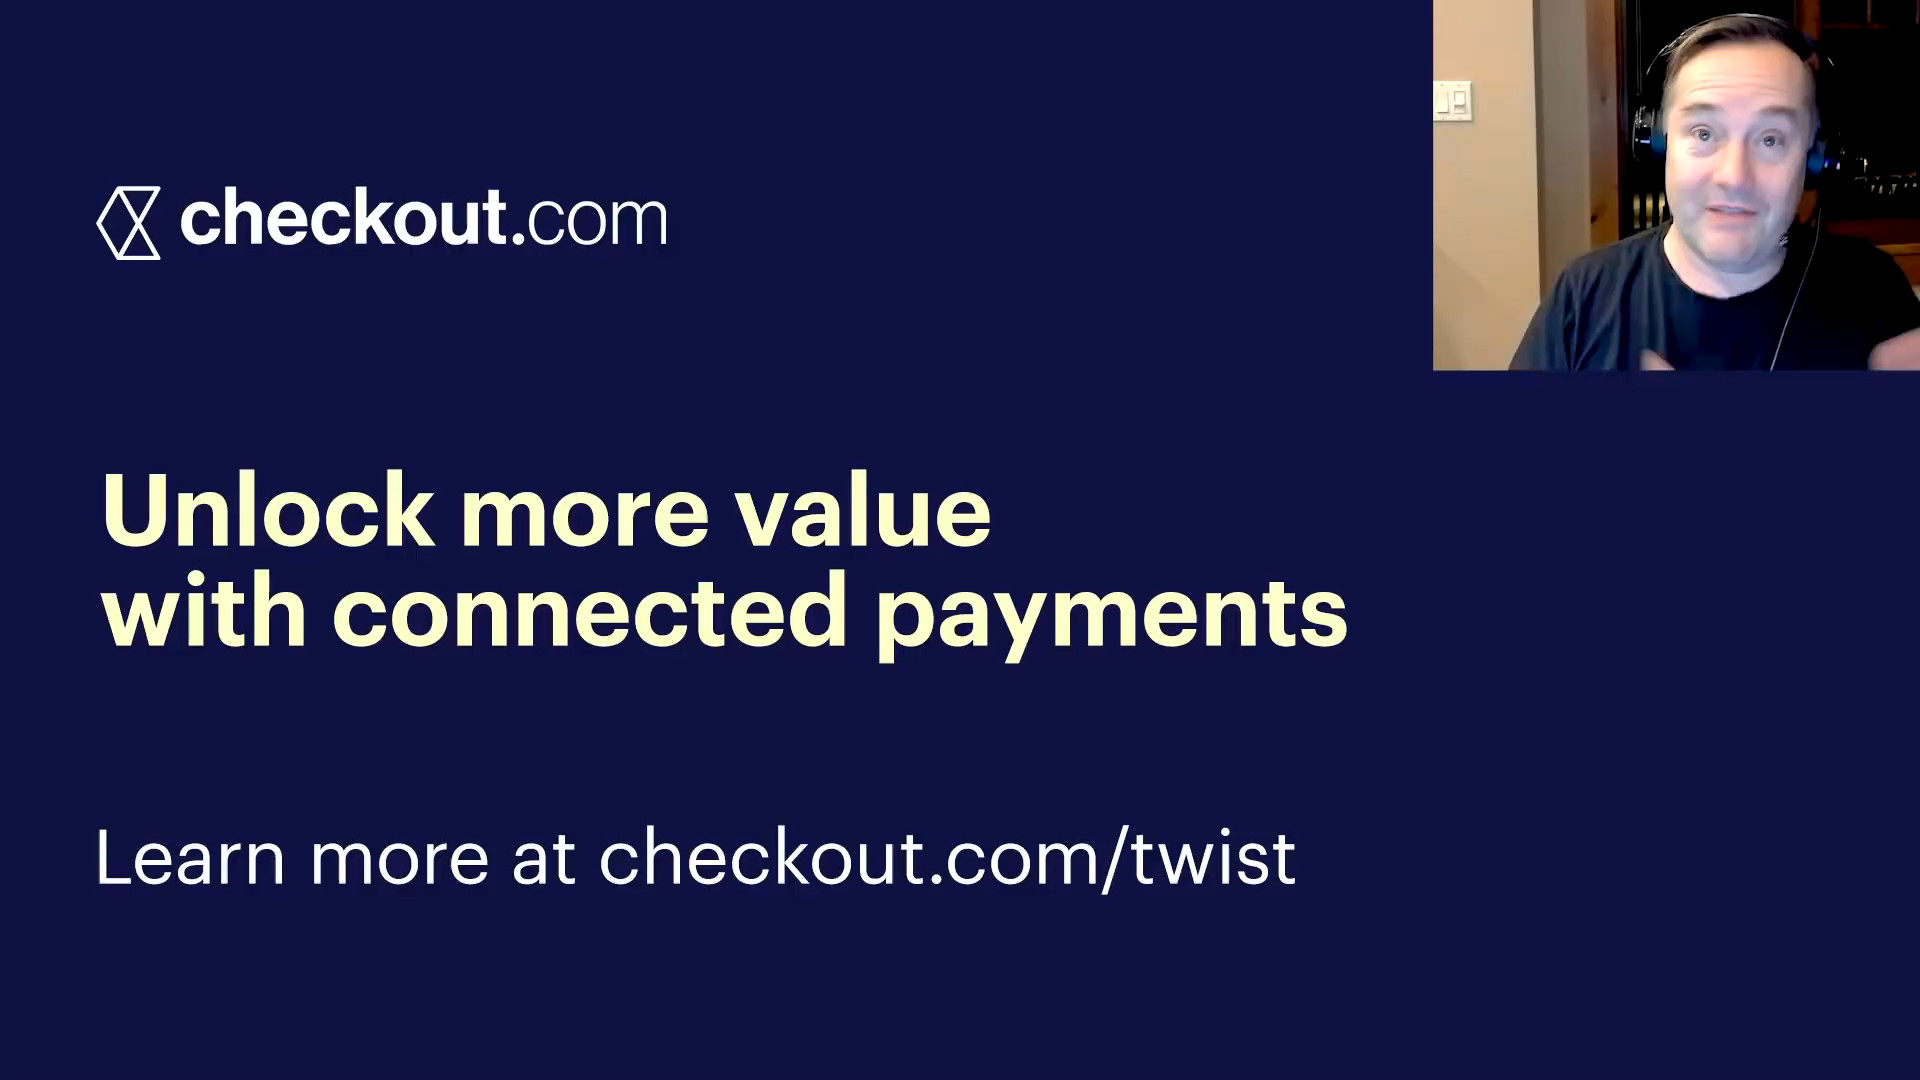 checkout.com
Unlock more value
with connected payments
Learn more at checkout.com/twist